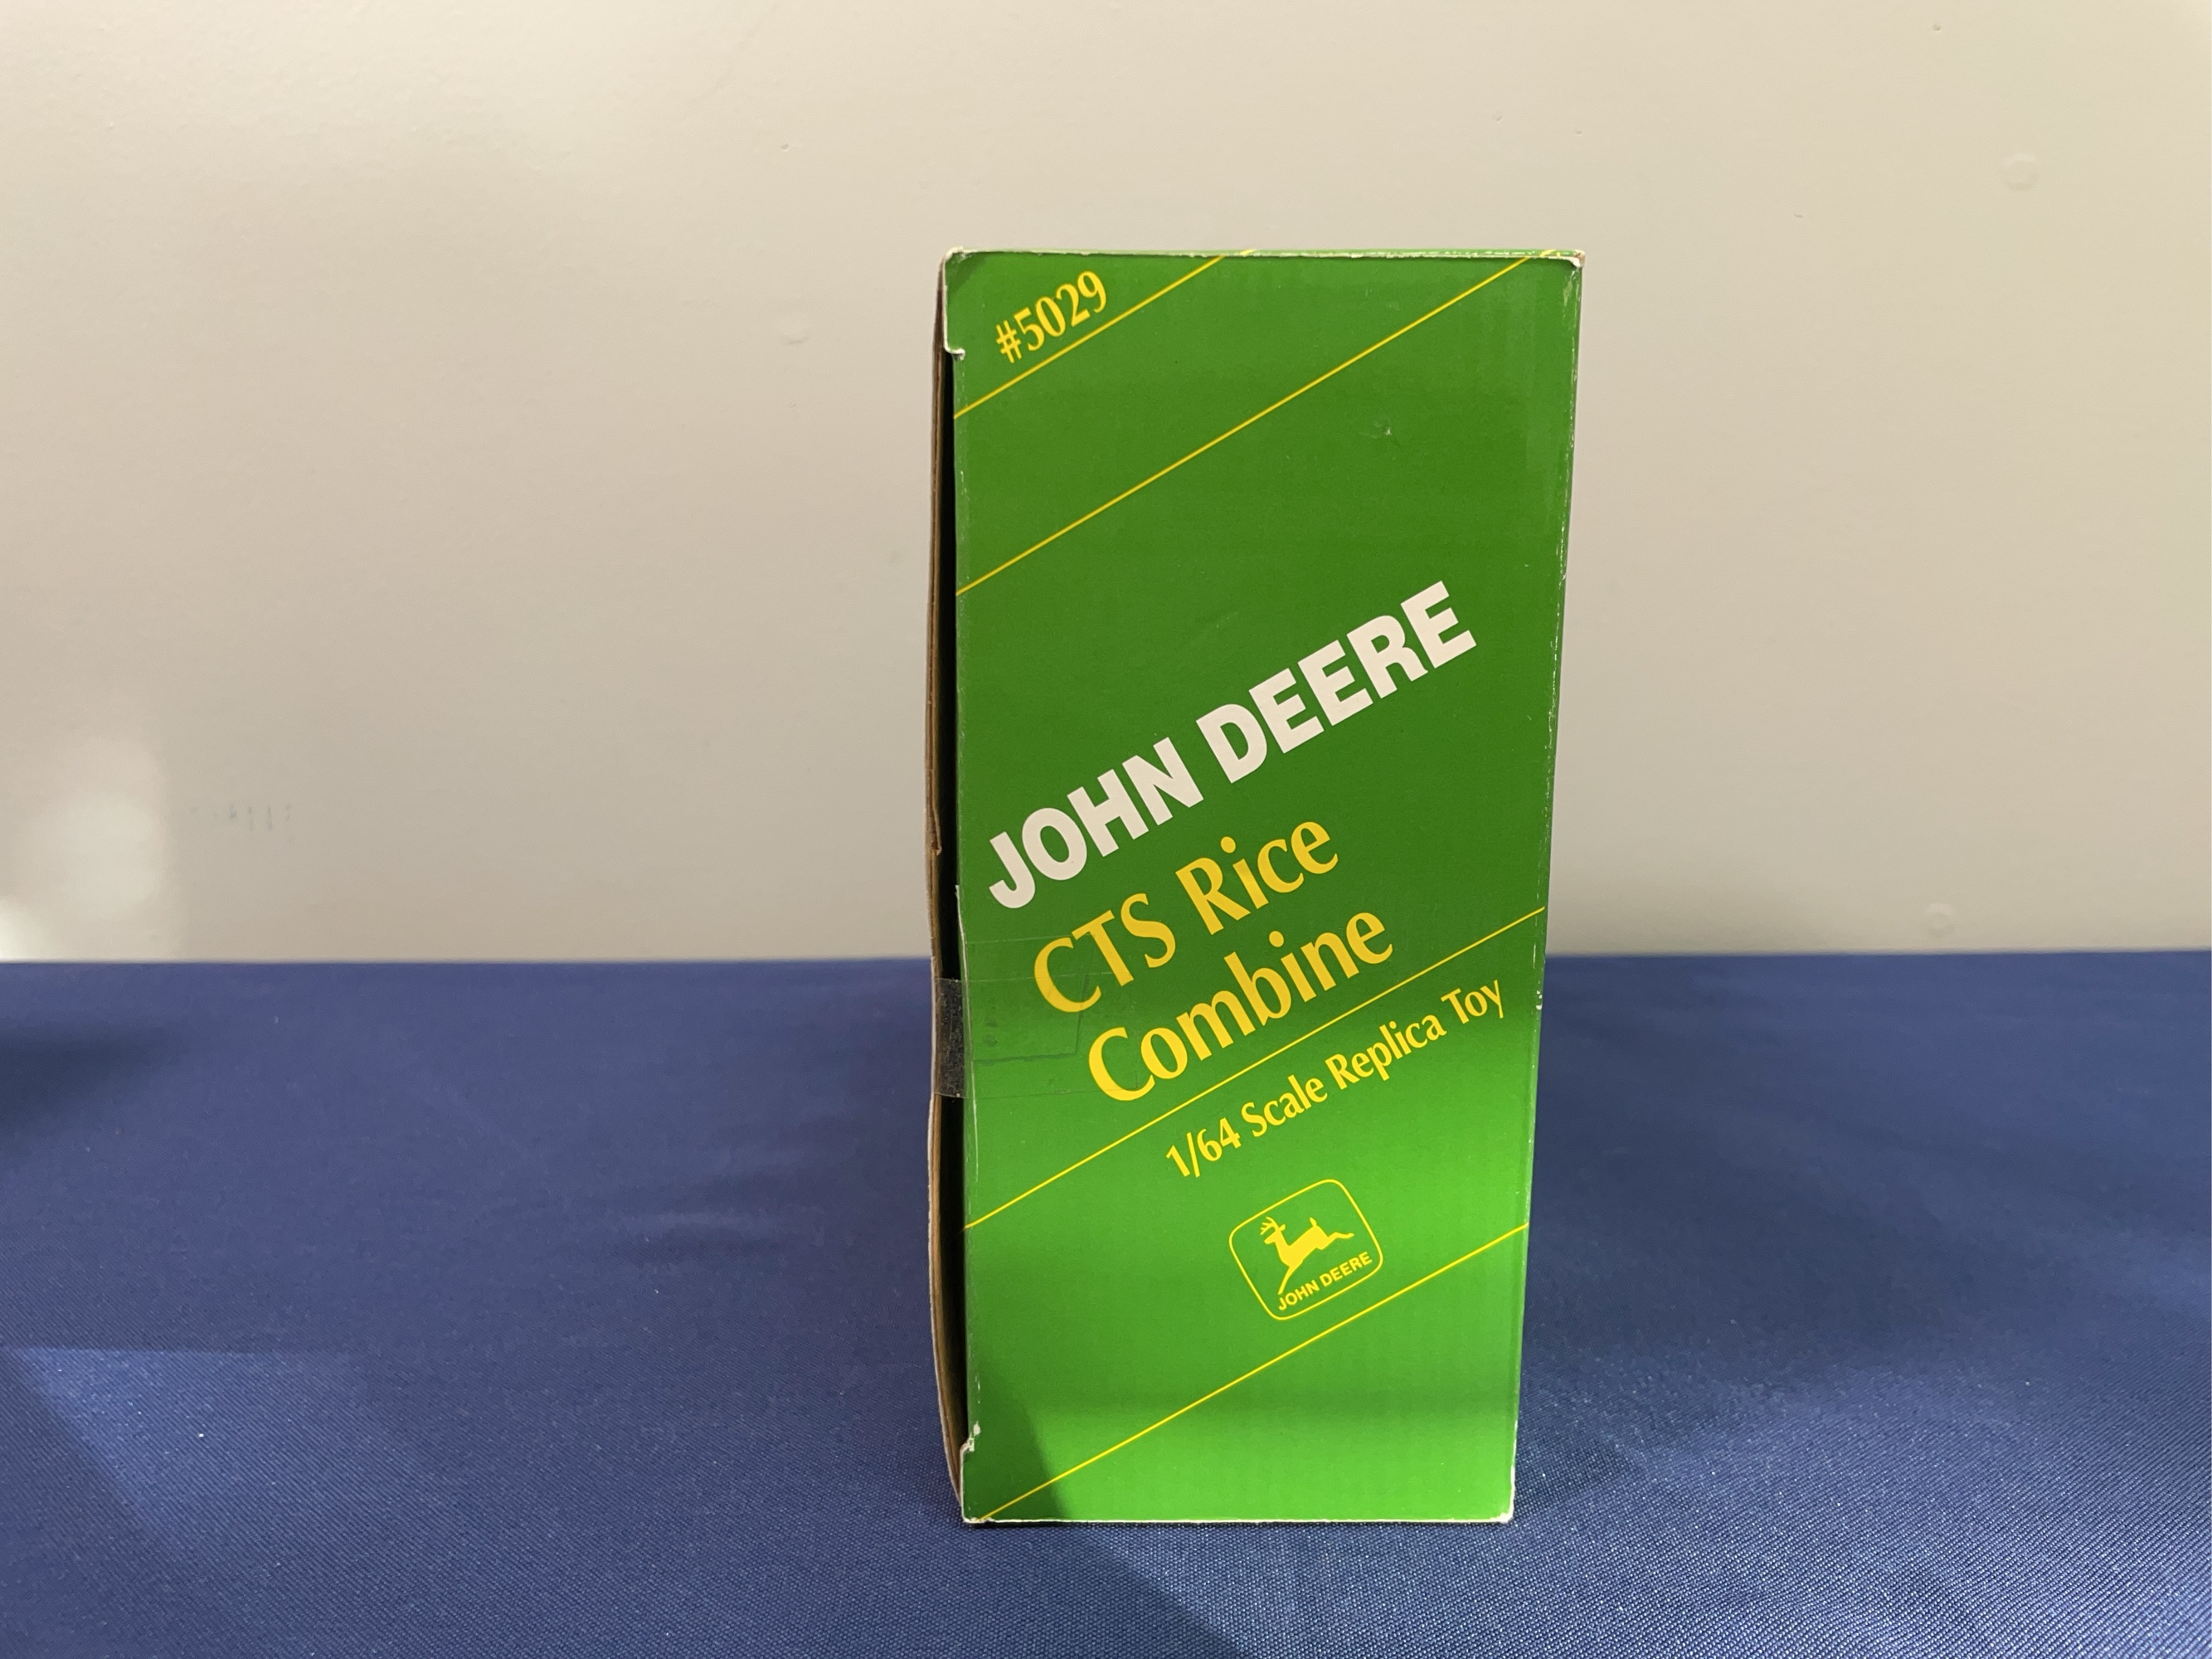 #5029
JOHN DEERE
CTS Rice
Combine
1/64 Scale Replica Toy
JOHN DEERE